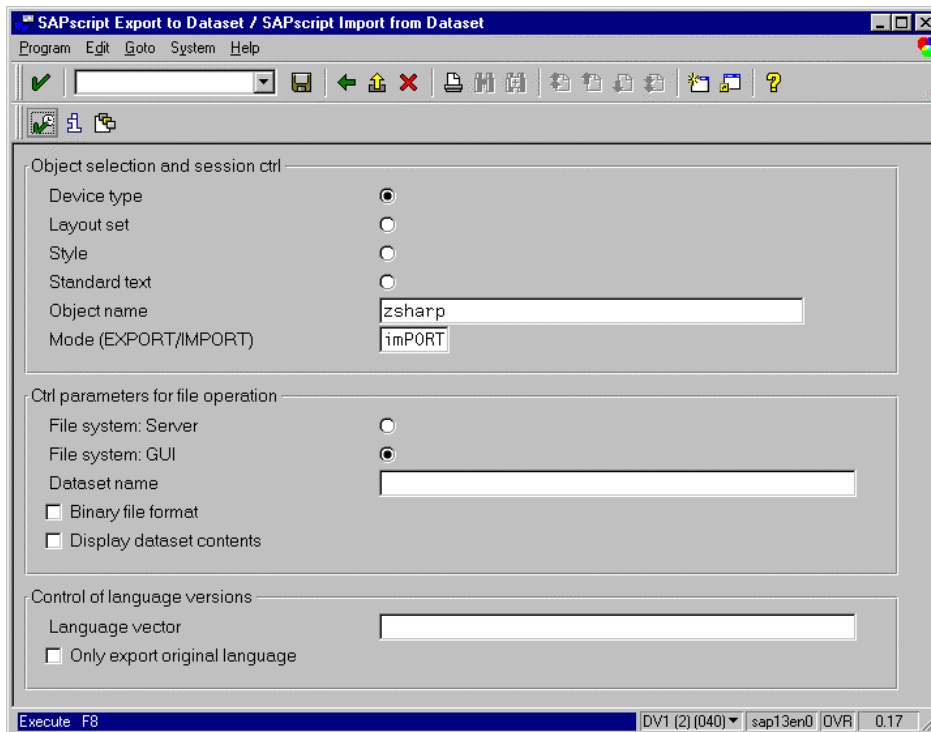 SAPscript Export to Dataset / SAPscript Import from Dataset
Program Edit Goto System Help
Object selection and session ctrl
Device type
Layout set
Style
Standard text
Object name zsharp
Mode (EXPORT/IMPORT) imPORT
Ctrl parameters for file operation
File system: Server
File system: GUI
Dataset name
Binary file format
Display dataset contents
Control of language versions
Language vector
Only export original language
Execute F8 DV1 (2) (040) sap13en0 OVR 0.17